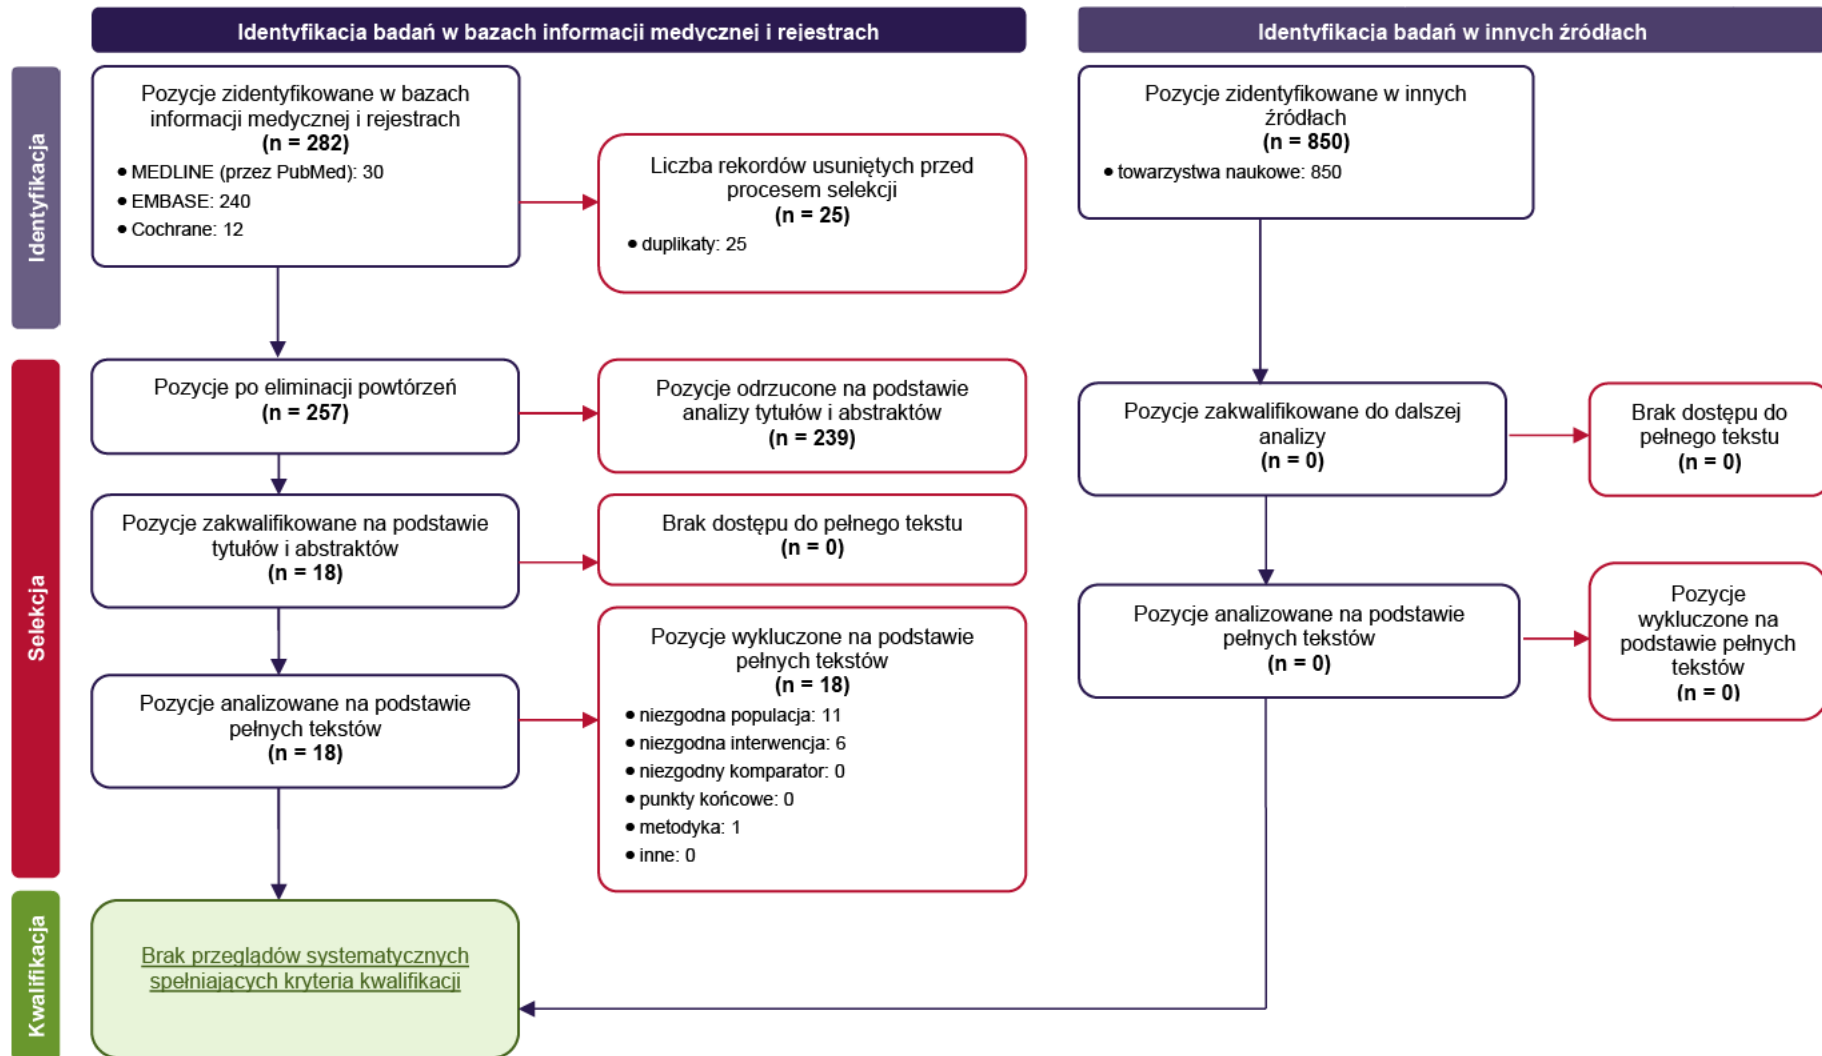 Identyfikacja badań w bazach informacji medycznej i rejestrach
Identyfikacja badań w innych źródłach
Identyfikacja
Pozycje zidentyfikowane w bazach
informacji medycznej i rejestrach
(n = 282)
• MEDLINE (przez PubMed): 30
• EMBASE: 240
• Cochrane: 12
Liczba rekordów usuniętych przed
procesem selekcji
(n = 25)
• duplikaty: 25
Pozycje zidentyfikowane w innych
źródłach
(n = 850)
• towarzystwa naukowe: 850
Selekcja
Pozycje po eliminacji powtórzeń
(n = 257)
Pozycje odrzucone na podstawie
analizy tytułów i abstraktów
(n = 239)
Pozycje zakwalifikowane do dalszej
analizy
(n = 0)
Brak dostępu do
pełnego tekstu
(n = 0)
Pozycje zakwalifikowane na podstawie
tytułów i abstraktów
(n = 18)
Brak dostępu do pełnego tekstu
(n = 0)
Pozycje analizowane na podstawie
pełnych tekstów
(n = 18)
Pozycje wykluczone na podstawie
pełnych tekstów
(n = 18)
• niezgodna populacja: 11
• niezgodna interwencja: 6
• niezgodny komparator: 0
• punkty końcowe: 0
• metodyka: 1
• inne: 0
Pozycje analizowane na podstawie
pełnych tekstów
(n = 0)
Pozycje
wykluczone na
podstawie pełnych
tekstów
(n = 0)
Kwalifikacja
Brak przeglądów systematycznych
spełniających kryteria kwalifikacji